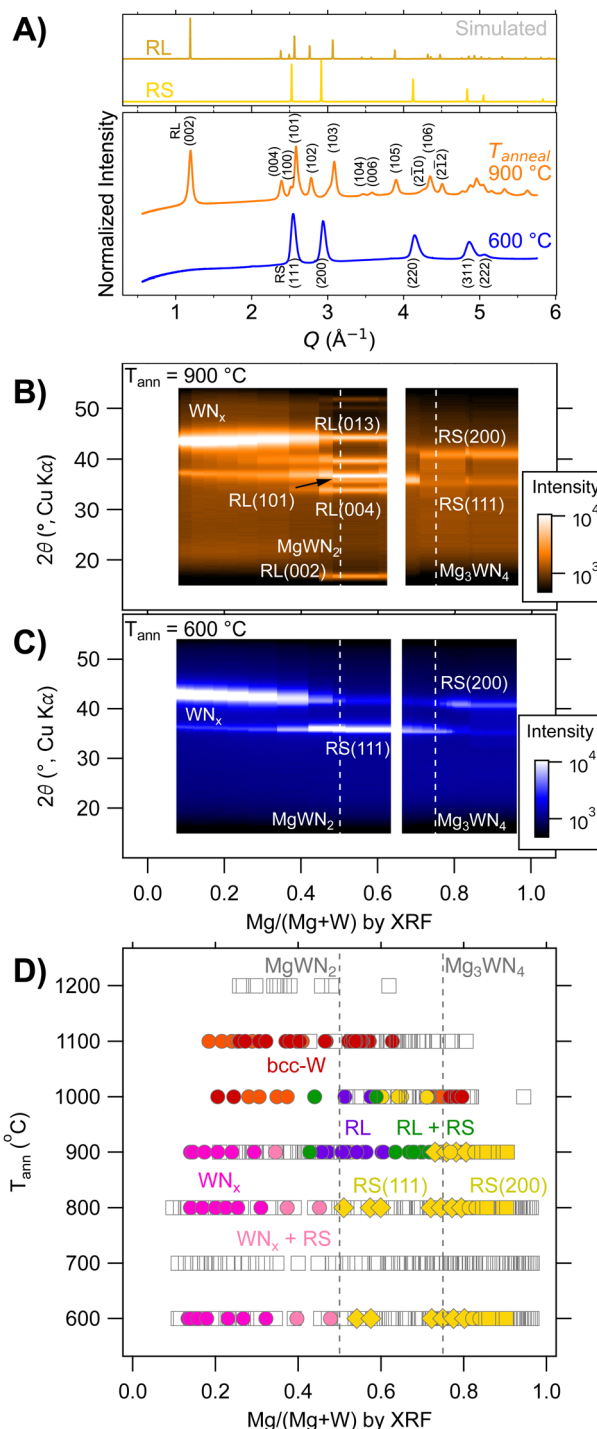 A)
Simulated
RL
RS
Normalized Intensity
RL
(002)
(004)
(100)
(101)
(102)
(103)
(104)
(006)
(105)
(2̄1̄0)
(106)
(2̄1̄2)
T_anneal
900 °C
600 °C
RS
(111)
(200)
(220)
(311)
(222)
1 2 3 4 5 6
Q (Å⁻¹)
B)
T_ann = 900 °C
50
40
30
20
2θ (°, Cu Kα)
WNₓ
RL(013)
RL(101)
RL(004)
MgWN₂
RL(002)
RS(200)
RS(111)
Mg₃WN₄
Intensity
10⁴
10³
C)
T_ann = 600 °C
50
40
30
20
2θ (°, Cu Kα)
WNₓ
RS(111)
MgWN₂
RS(200)
Mg₃WN₄
Intensity
10⁴
10³
0.0 0.2 0.4 0.6 0.8 1.0
Mg/(Mg+W) by XRF
D)
MgWN₂
Mg₃WN₄
1200
1100
1000
900
800
700
600
T_ann (°C)
bcc-W
RL
RL + RS
WNₓ
RS(111)
RS(200)
WNₓ + RS
0.0 0.2 0.4 0.6 0.8 1.0
Mg/(Mg+W) by XRF